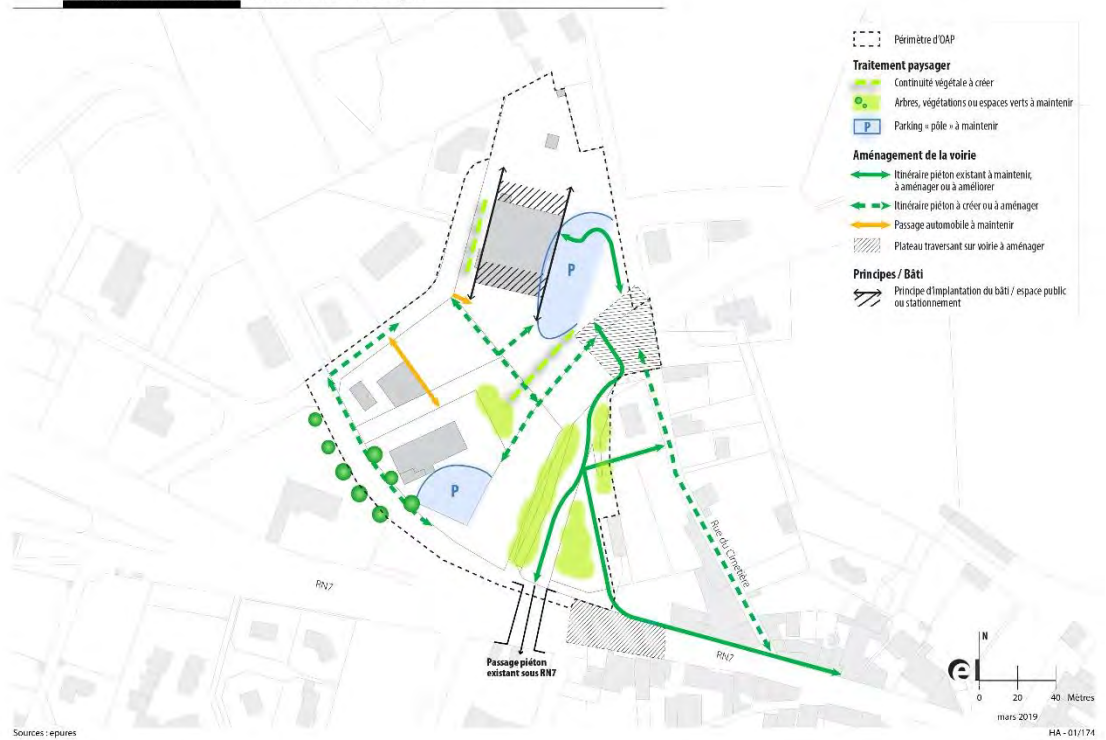 Périmètre d'OAP
Traitement paysager
Continuité végétale à créer
Arbres, végétations ou espaces verts à maintenir
P
Parking « pôle » à maintenir
Aménagement de la voirie
Itinéraire piéton existant à maintenir,
à aménager ou à améliorer
Itinéraire piéton à créer ou à aménager
Passage automobile à maintenir
Plateau traversant sur voirie à aménager
Principes / Bâti
Principe d'implantation du bâti / espace public
ou stationnement
P
P
Rue du Cimetière
RN7
RN7
Passage piéton
existant sous RN7
N
0 20 40 Mètres
mars 2019
Sources : epures
HA - 01/174